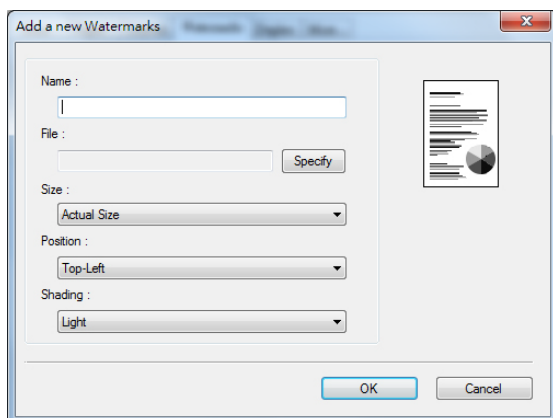 Add a new Watermarks
Name :
File :
Specify
Size :
Actual Size
Position :
Top-Left
Shading :
Light
OK
Cancel